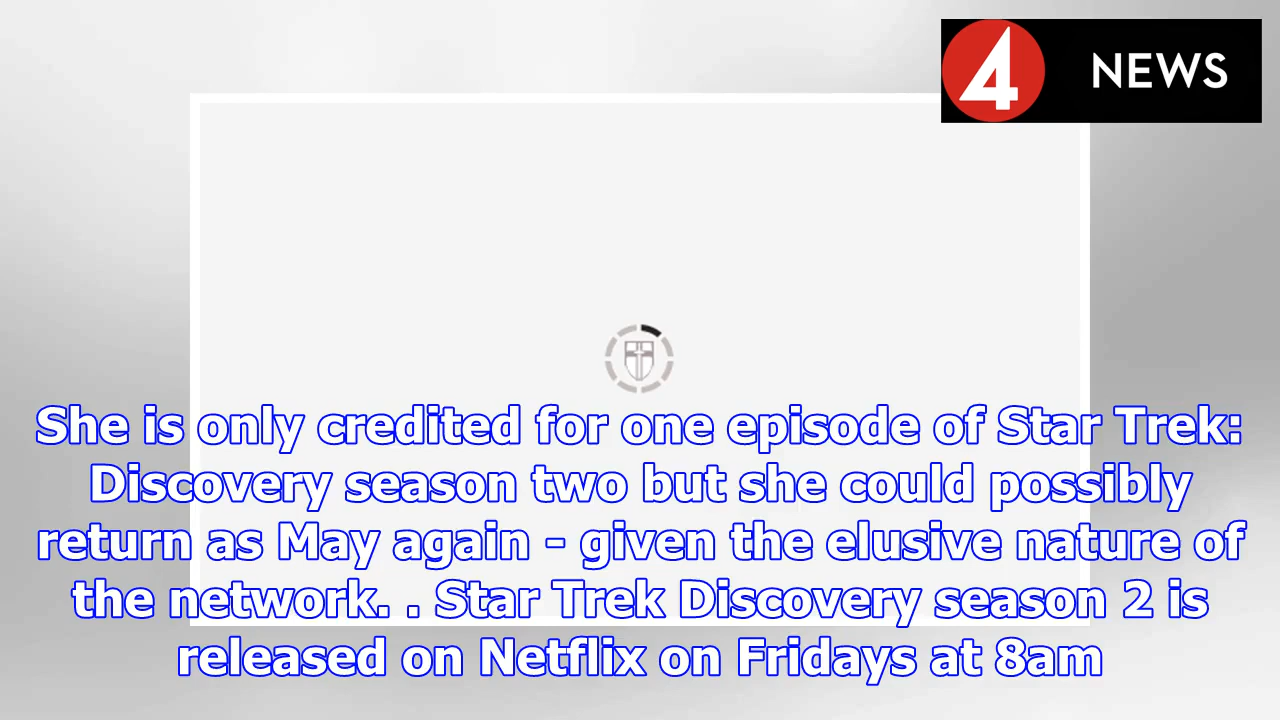 4 NEWS
She is only credited for one episode of Star Trek:
Discovery season two but she could possibly
return as May again - given the elusive nature of
the network. . Star Trek Discovery season 2 is
released on Netflix on Fridays at 8am